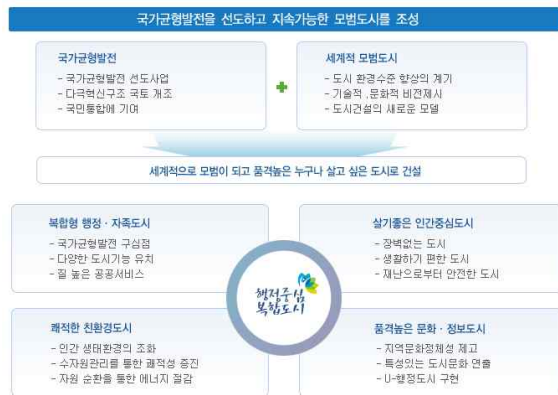 국가균형발전을 선도하고 지속가능한 모범도시를 조성
국가균형발전
- 국가균형발전 선도사업
- 다극혁신구조 국토 개조
- 국민통합에 기여
+
세계적 모범도시
- 도시 환경수준 향상의 계기
- 기술적 ,문화적 비전제시
- 도시건설의 새로운 모델
세계적으로 모범이 되고 품격높은 누구나 살고 싶은 도시로 건설
복합형 행정 · 자족도시
- 국가균형발전 구심점
- 다양한 도시기능 유치
- 질 높은 공공서비스
살기좋은 인간중심도시
- 장벽없는 도시
- 생활하기 편한 도시
- 재난으로부터 안전한 도시
행정중심
복합도시
쾌적한 친환경도시
- 인간 생태환경의 조화
- 수자원관리를 통한 쾌적성 증진
- 자원 순환을 통한 에너지 절감
품격높은 문화 · 정보도시
- 지역문화정체성 제고
- 특성있는 도시문화 연출
- U-행정도시 구현